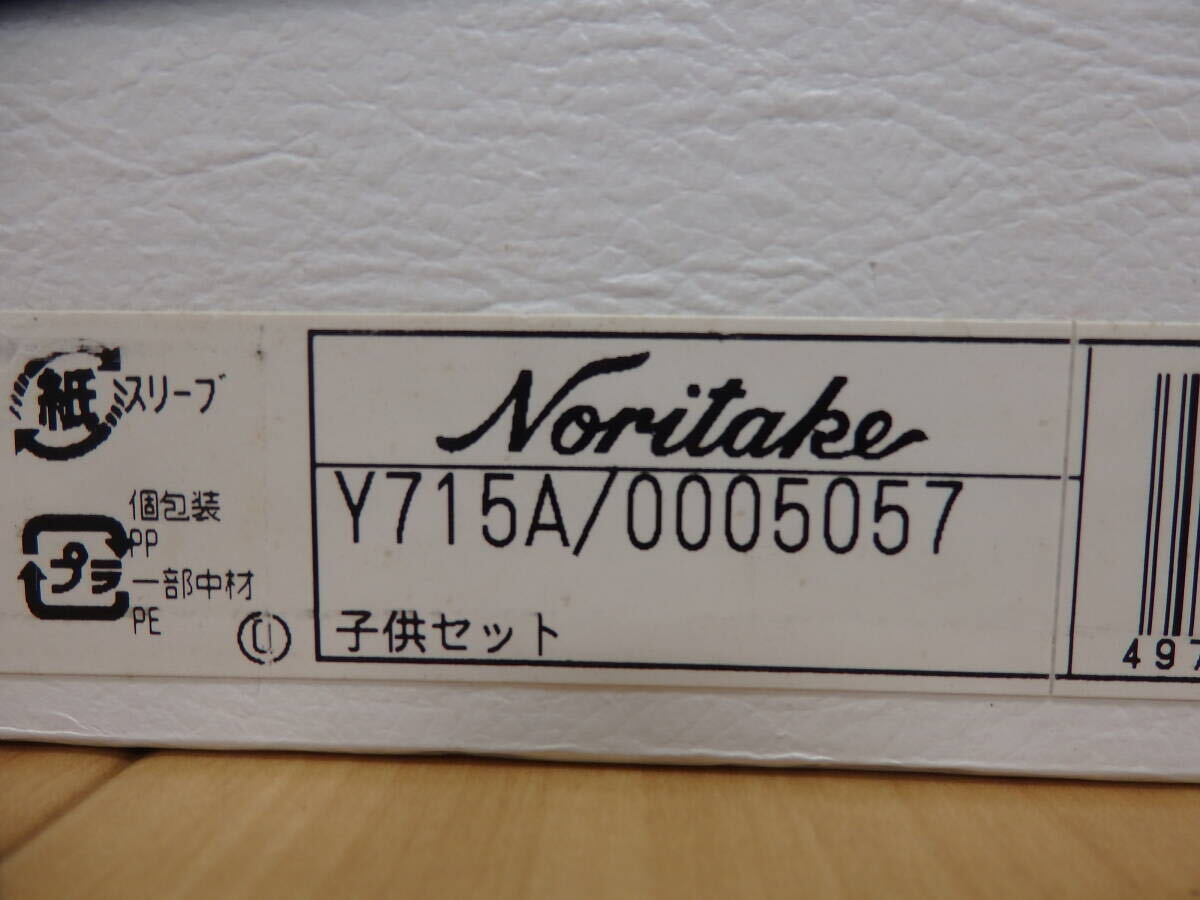 紙 スリーブ
プラ
個包装
PP
一部中材
PE
Noritake
Y715A/0005057
子供セット
497